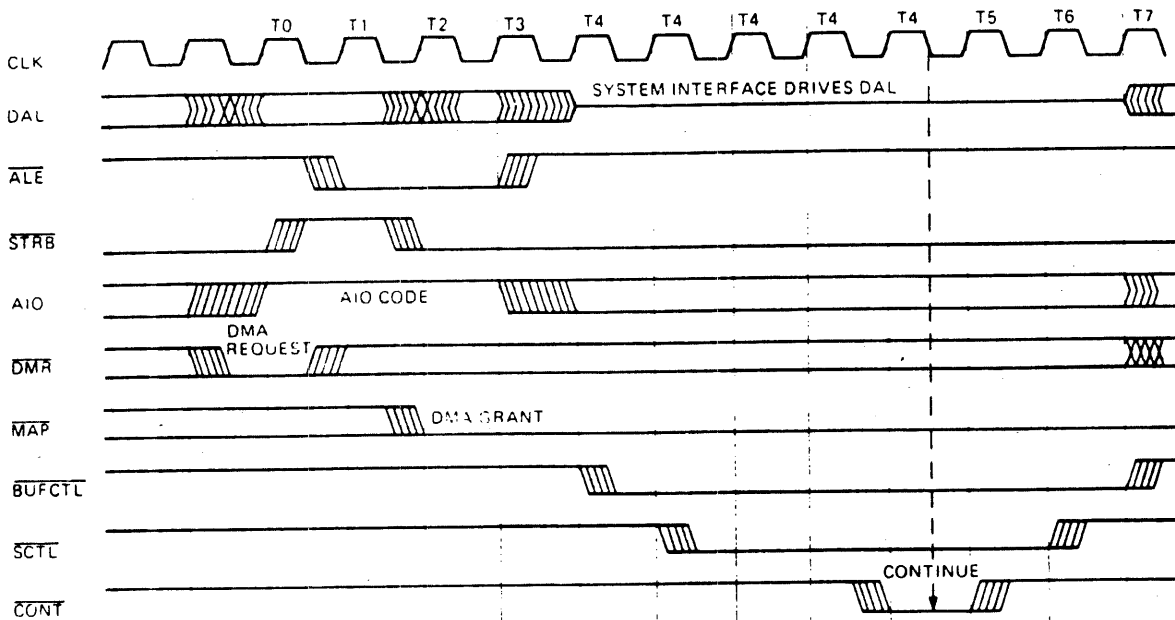 T0 T1 T2 T3 T4 T4 T4 T4 T4 T5 T6 T7
CLK
SYSTEM INTERFACE DRIVES DAL
DAL
ALE
STRB
AIO
AIO CODE
DMA
REQUEST
DMR
MAP
DMA GRANT
BUFCTL
SCTL
CONTINUE
CONT